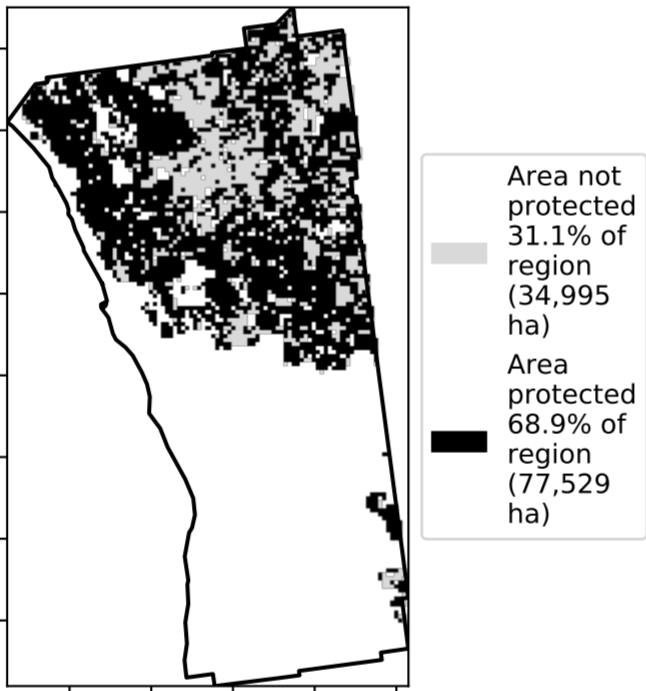 Area not
protected
31.1% of
region
(34,995
ha)
Area
protected
68.9% of
region
(77,529
ha)